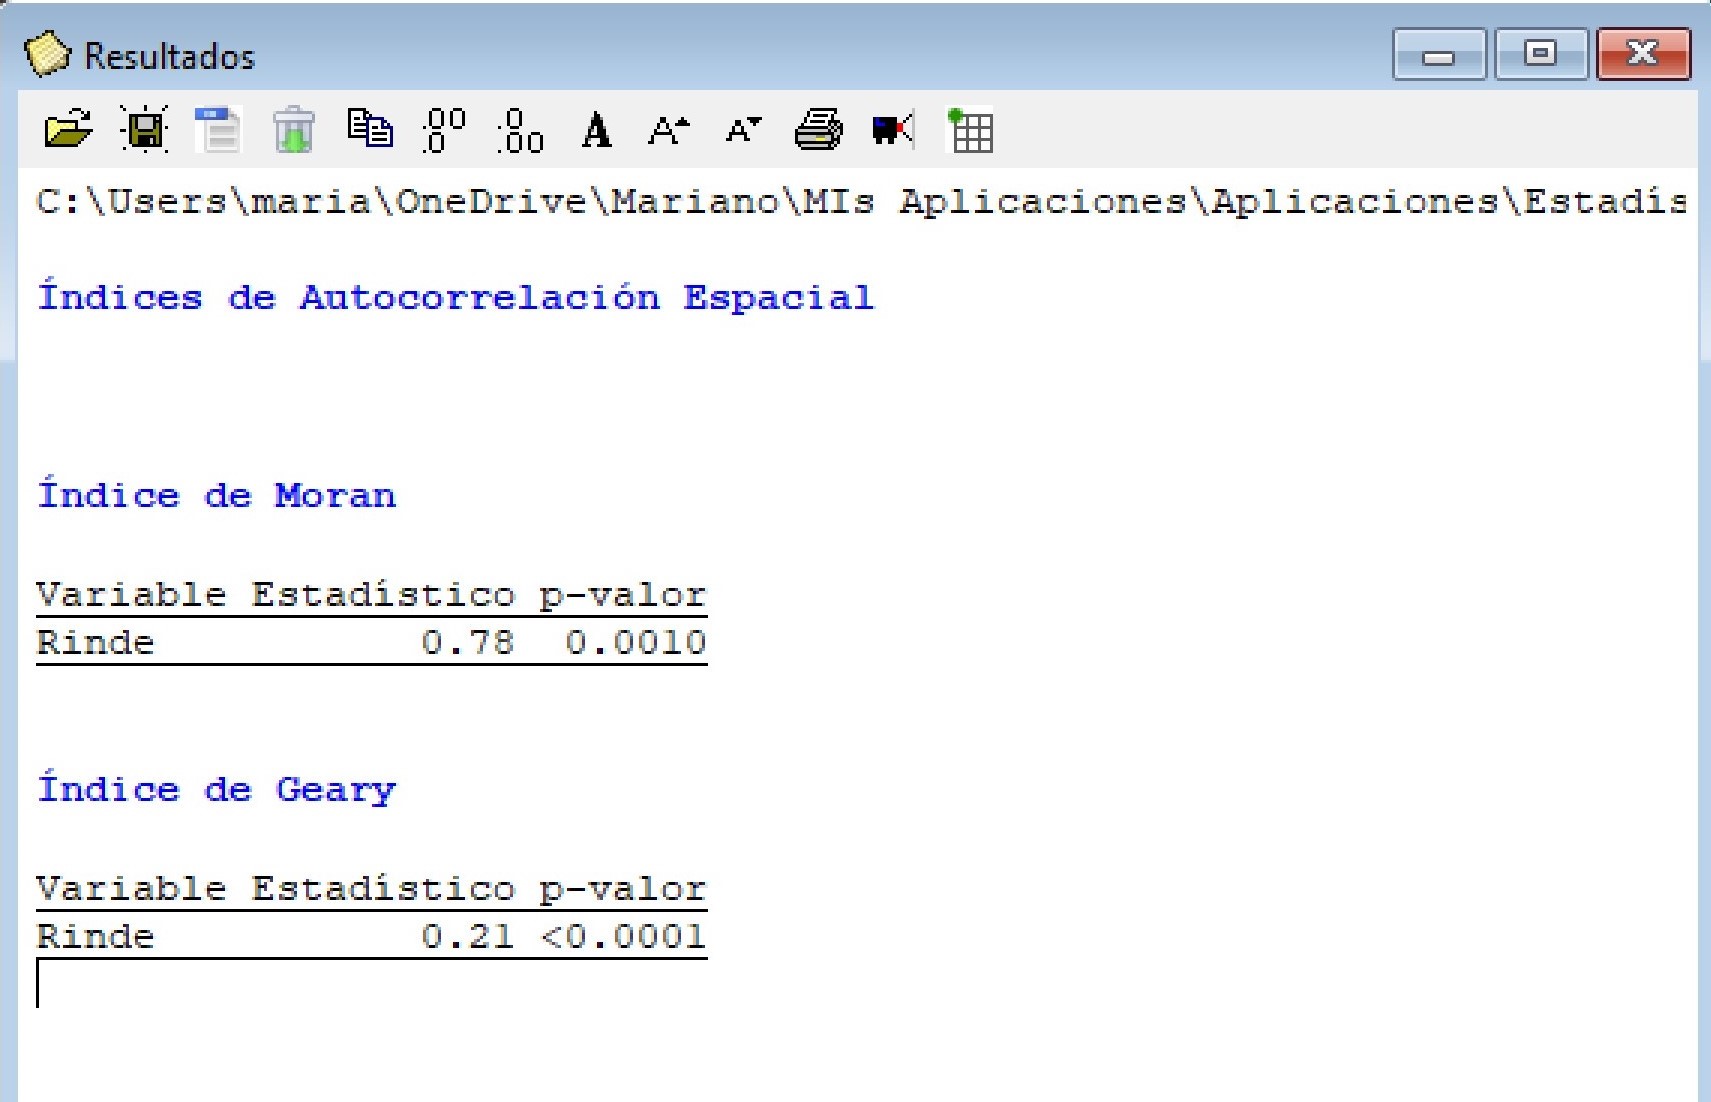 Resultados
C:\Users\maria\OneDrive\Mariano\MIs Aplicaciones\Aplicaciones\Estadís
Índices de Autocorrelación Espacial
Índice de Moran
Variable Estadístico p-valor
Rinde 0.78 0.0010
Índice de Geary
Variable Estadístico p-valor
Rinde 0.21 <0.0001